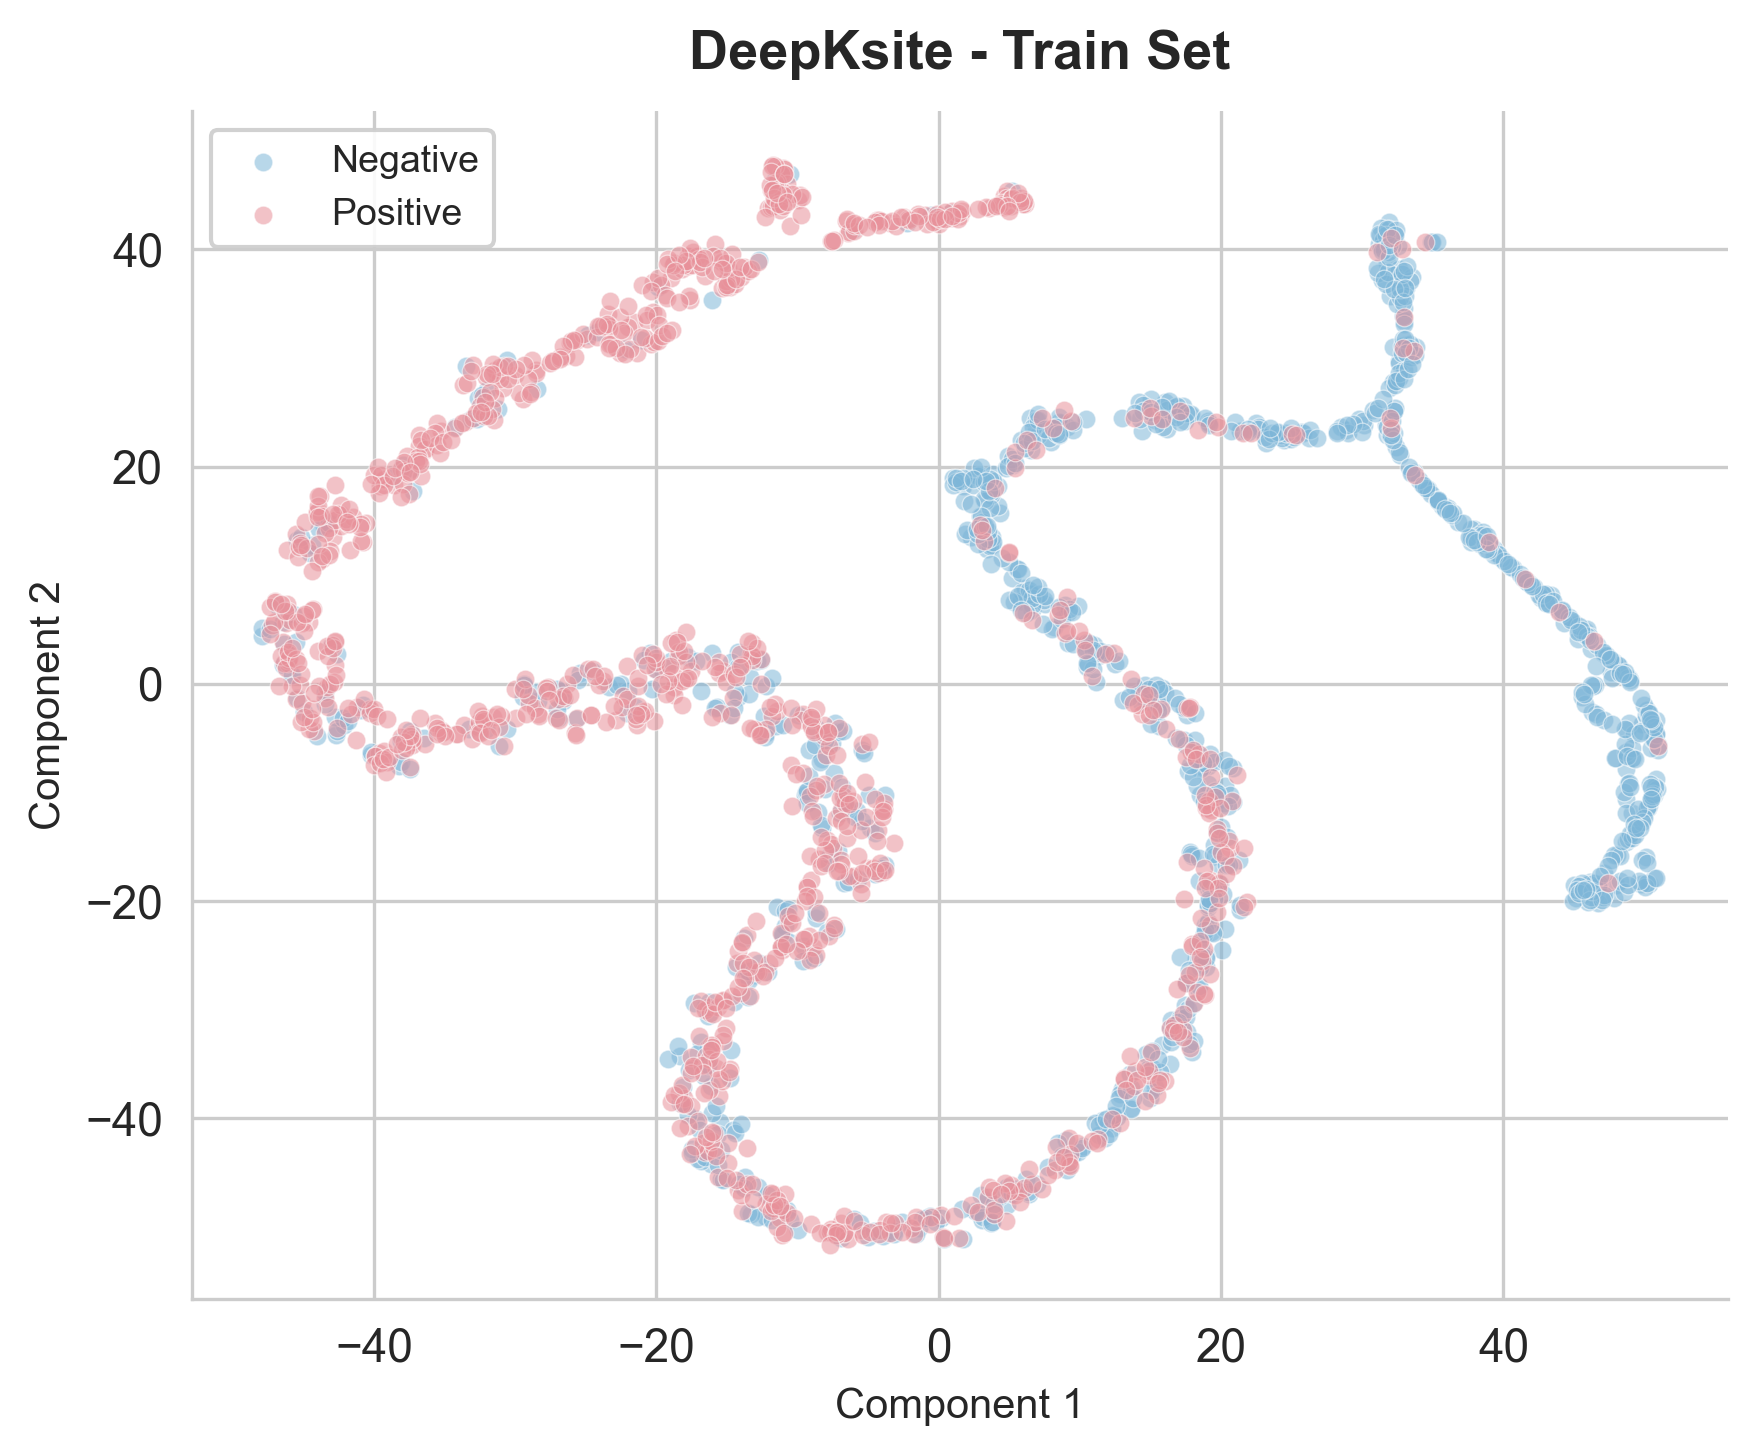 DeepKsite - Train Set
Negative
Positive
40
20
0
−20
−40
Component 2
−40
−20
0
20
40
Component 1